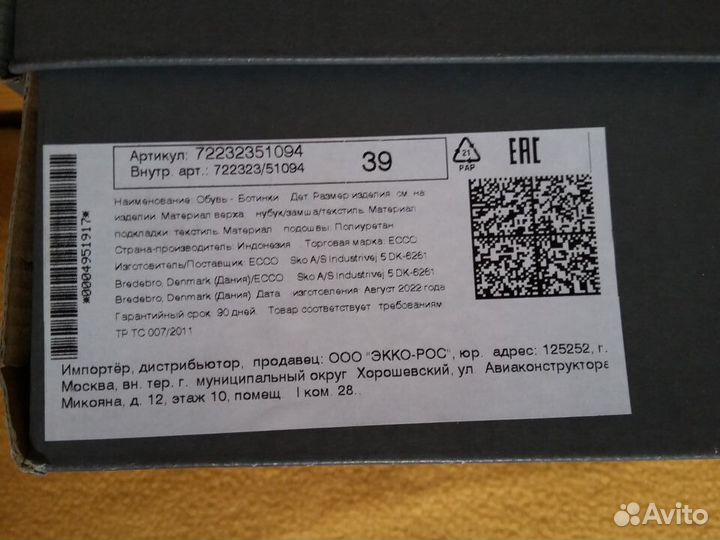 Артикул: 72232351094
Внутр. арт.: 722323/51094
39
21
PAP
EAC
*0004951917*
Наименование: Обувь - Ботинки Дет Размер изделия см. на
изделии. Материал верха нубук/замша/текстиль. Материал
подкладки текстиль. Материал подошвы: Полиуретан
Страна-производитель: Индонезия Торговая марка: ECCO
Изготовитель/Поставщик: ECCO Sko A/S Industrivej 5 DK-6261
Bredebro, Denmark (Дания)/ECCO Sko A/S Industrivej 5 DK-6261
Bredebro, Denmark (Дания) Дата изготовления: Август 2022 года
Гарантийный срок 90 дней. Товар соответствует требованиям
ТР ТС 007/2011
Импортёр, дистрибьютор, продавец: ООО "ЭККО-РОС", юр. адрес: 125252, г.
Москва, вн. тер. г. муниципальный округ Хорошевский, ул Авиаконструктора
Микояна, д. 12, этаж 10, помещ I ком. 28..
Avito